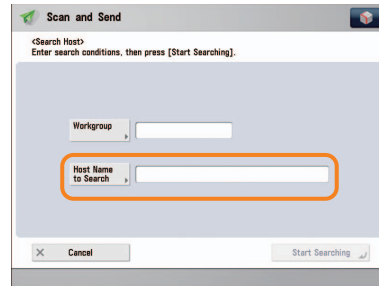 Scan and Send
<Search Host>
Enter search conditions, then press [Start Searching].
Workgroup
Host Name
to Search
Cancel
Start Searching